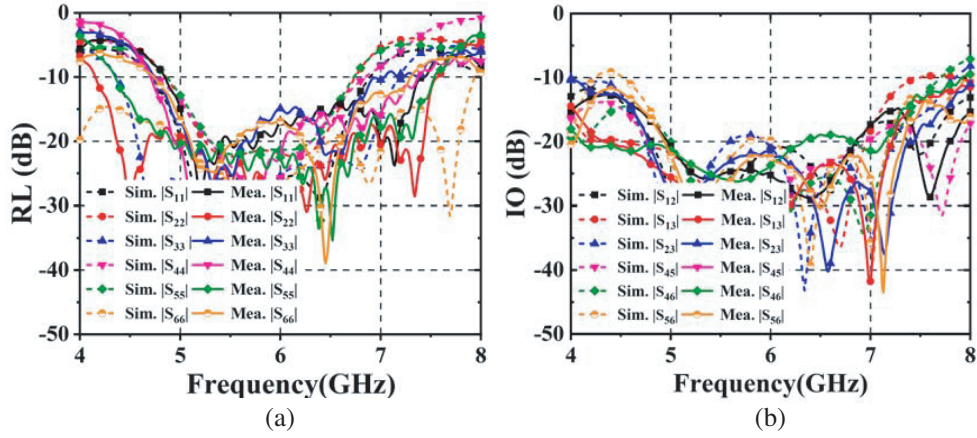 0
-10
-20
-30
-40
-50
RL (dB)
Sim. |S11| Mea. |S11|
Sim. |S22| Mea. |S22|
Sim. |S33| Mea. |S33|
Sim. |S44| Mea. |S44|
Sim. |S55| Mea. |S55|
Sim. |S66| Mea. |S66|
4 5 6 7 8
Frequency(GHz)
(a)
0
-10
-20
-30
-40
-50
IO (dB)
Sim. |S12| Mea. |S12|
Sim. |S13| Mea. |S13|
Sim. |S23| Mea. |S23|
Sim. |S45| Mea. |S45|
Sim. |S46| Mea. |S46|
Sim. |S56| Mea. |S56|
4 5 6 7 8
Frequency(GHz)
(b)